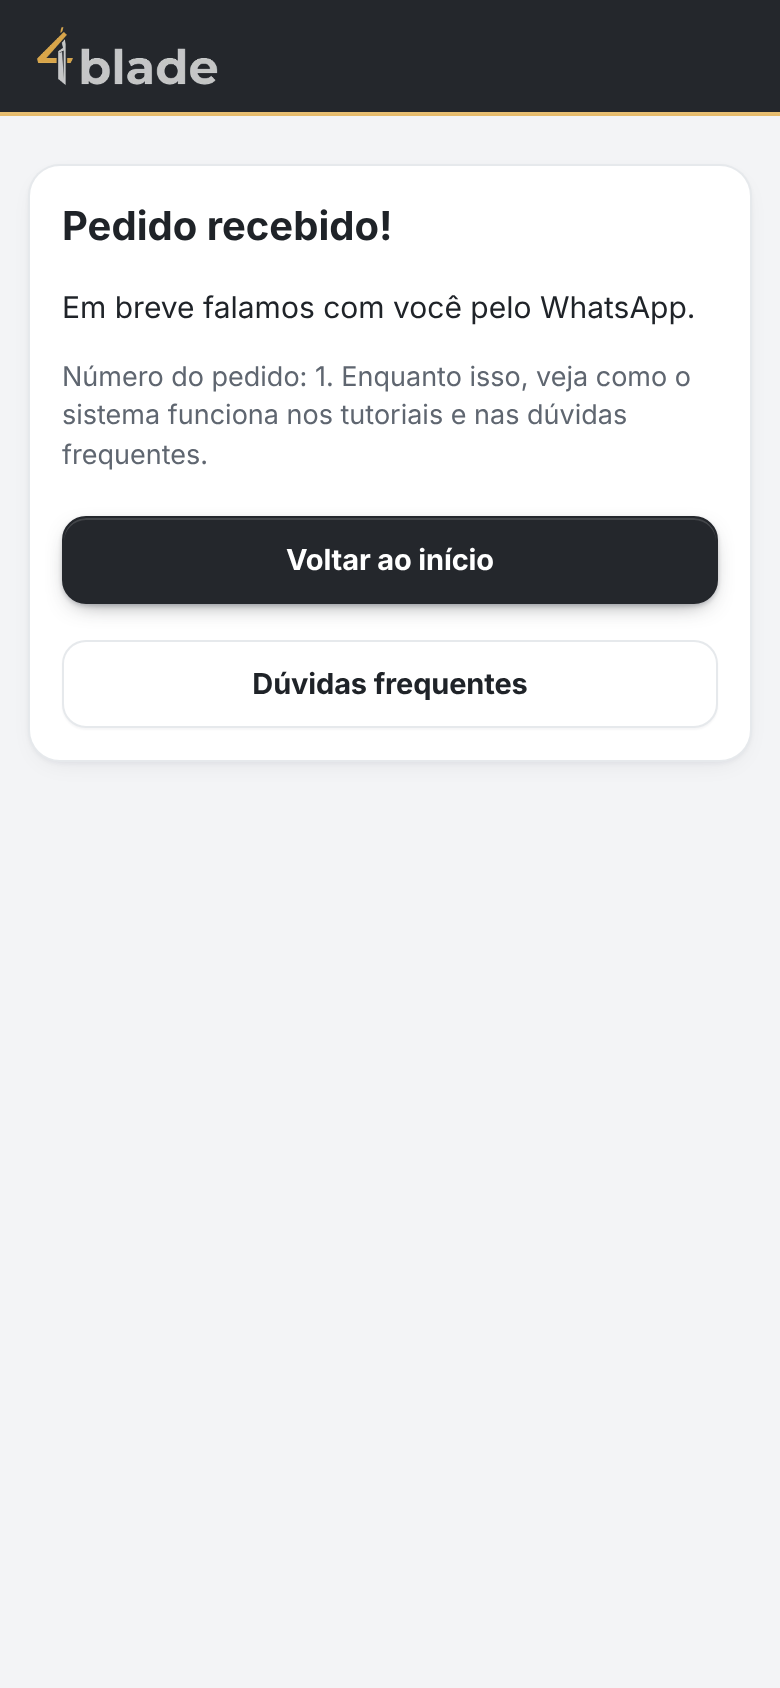 4blade
Pedido recebido!
Em breve falamos com você pelo WhatsApp.
Número do pedido: 1. Enquanto isso, veja como o
sistema funciona nos tutoriais e nas dúvidas
frequentes.
Voltar ao início
Dúvidas frequentes